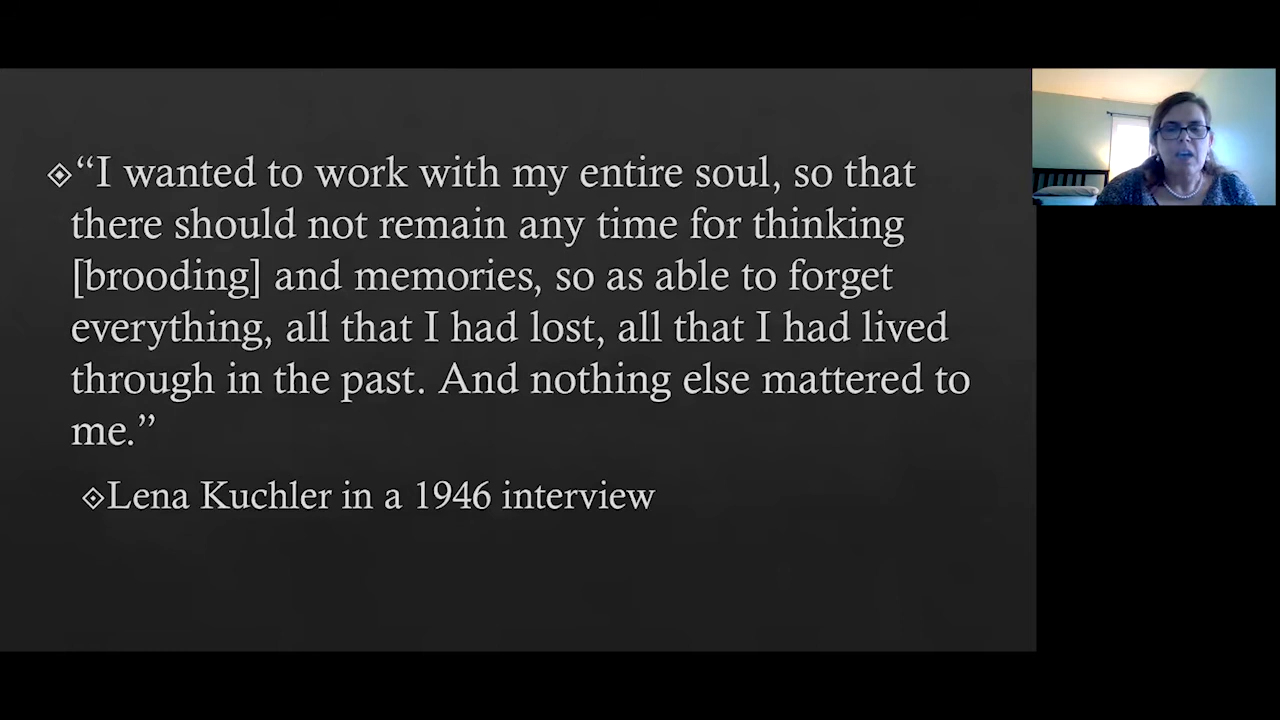 “I wanted to work with my entire soul, so that
there should not remain any time for thinking
[brooding] and memories, so as able to forget
everything, all that I had lost, all that I had lived
through in the past. And nothing else mattered to
me.”
Lena Kuchler in a 1946 interview